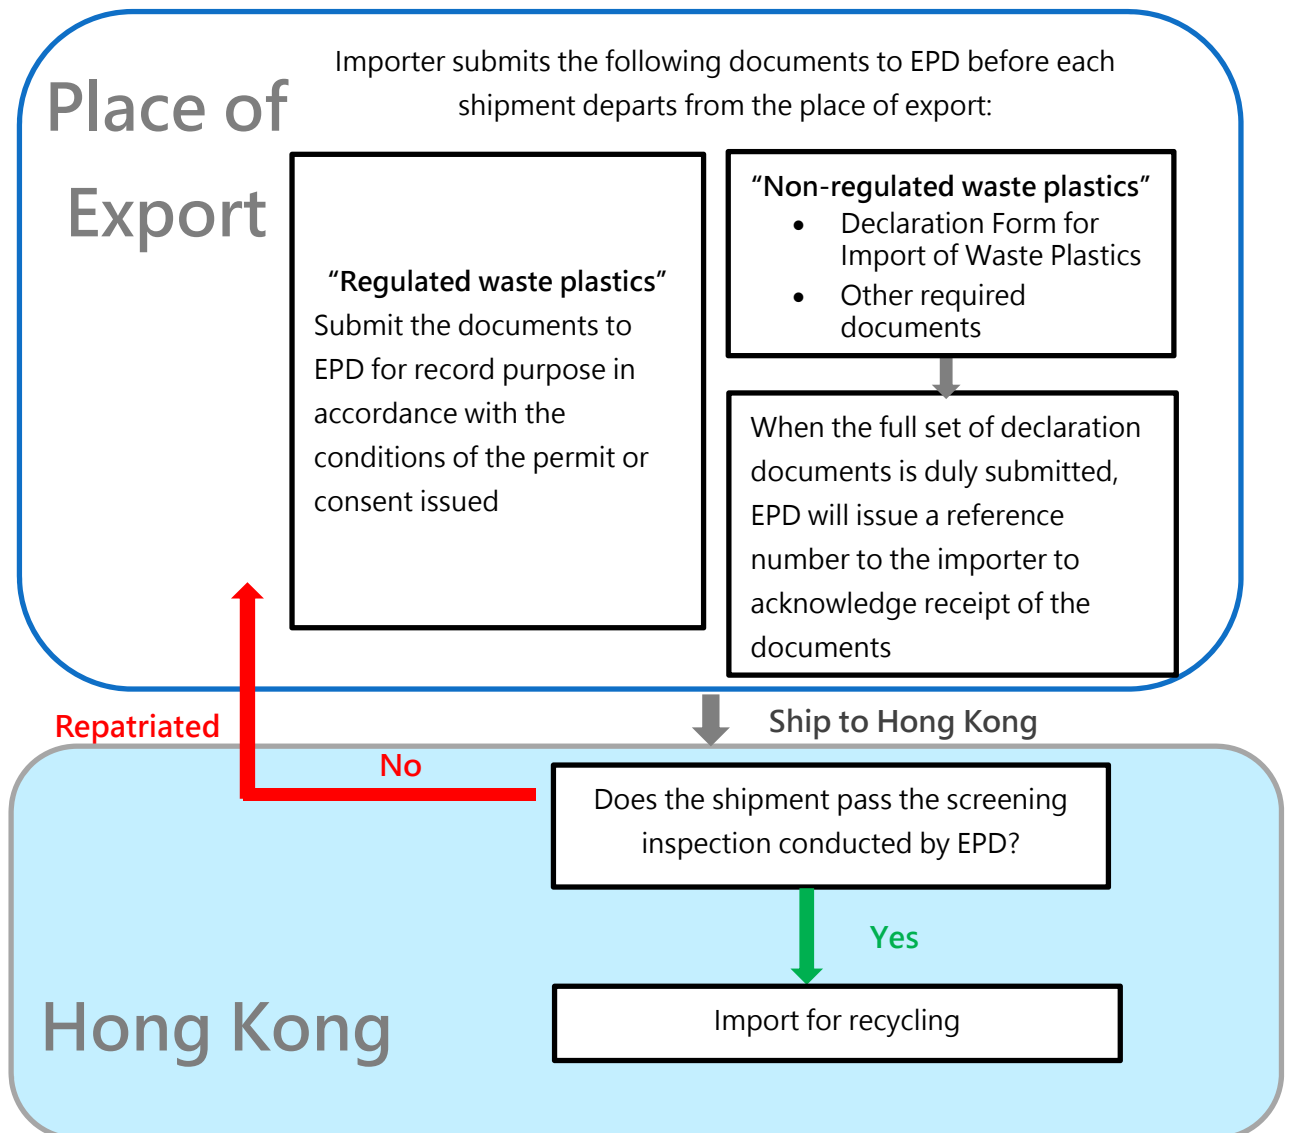 Place of
Export
Importer submits the following documents to EPD before each
shipment departs from the place of export:
“Regulated waste plastics”
Submit the documents to
EPD for record purpose in
accordance with the
conditions of the permit or
consent issued
“Non-regulated waste plastics”
• Declaration Form for
Import of Waste Plastics
• Other required
documents
When the full set of declaration
documents is duly submitted,
EPD will issue a reference
number to the importer to
acknowledge receipt of the
documents
Repatriated
Ship to Hong Kong
No
Does the shipment pass the screening
inspection conducted by EPD?
Yes
Hong Kong
Import for recycling